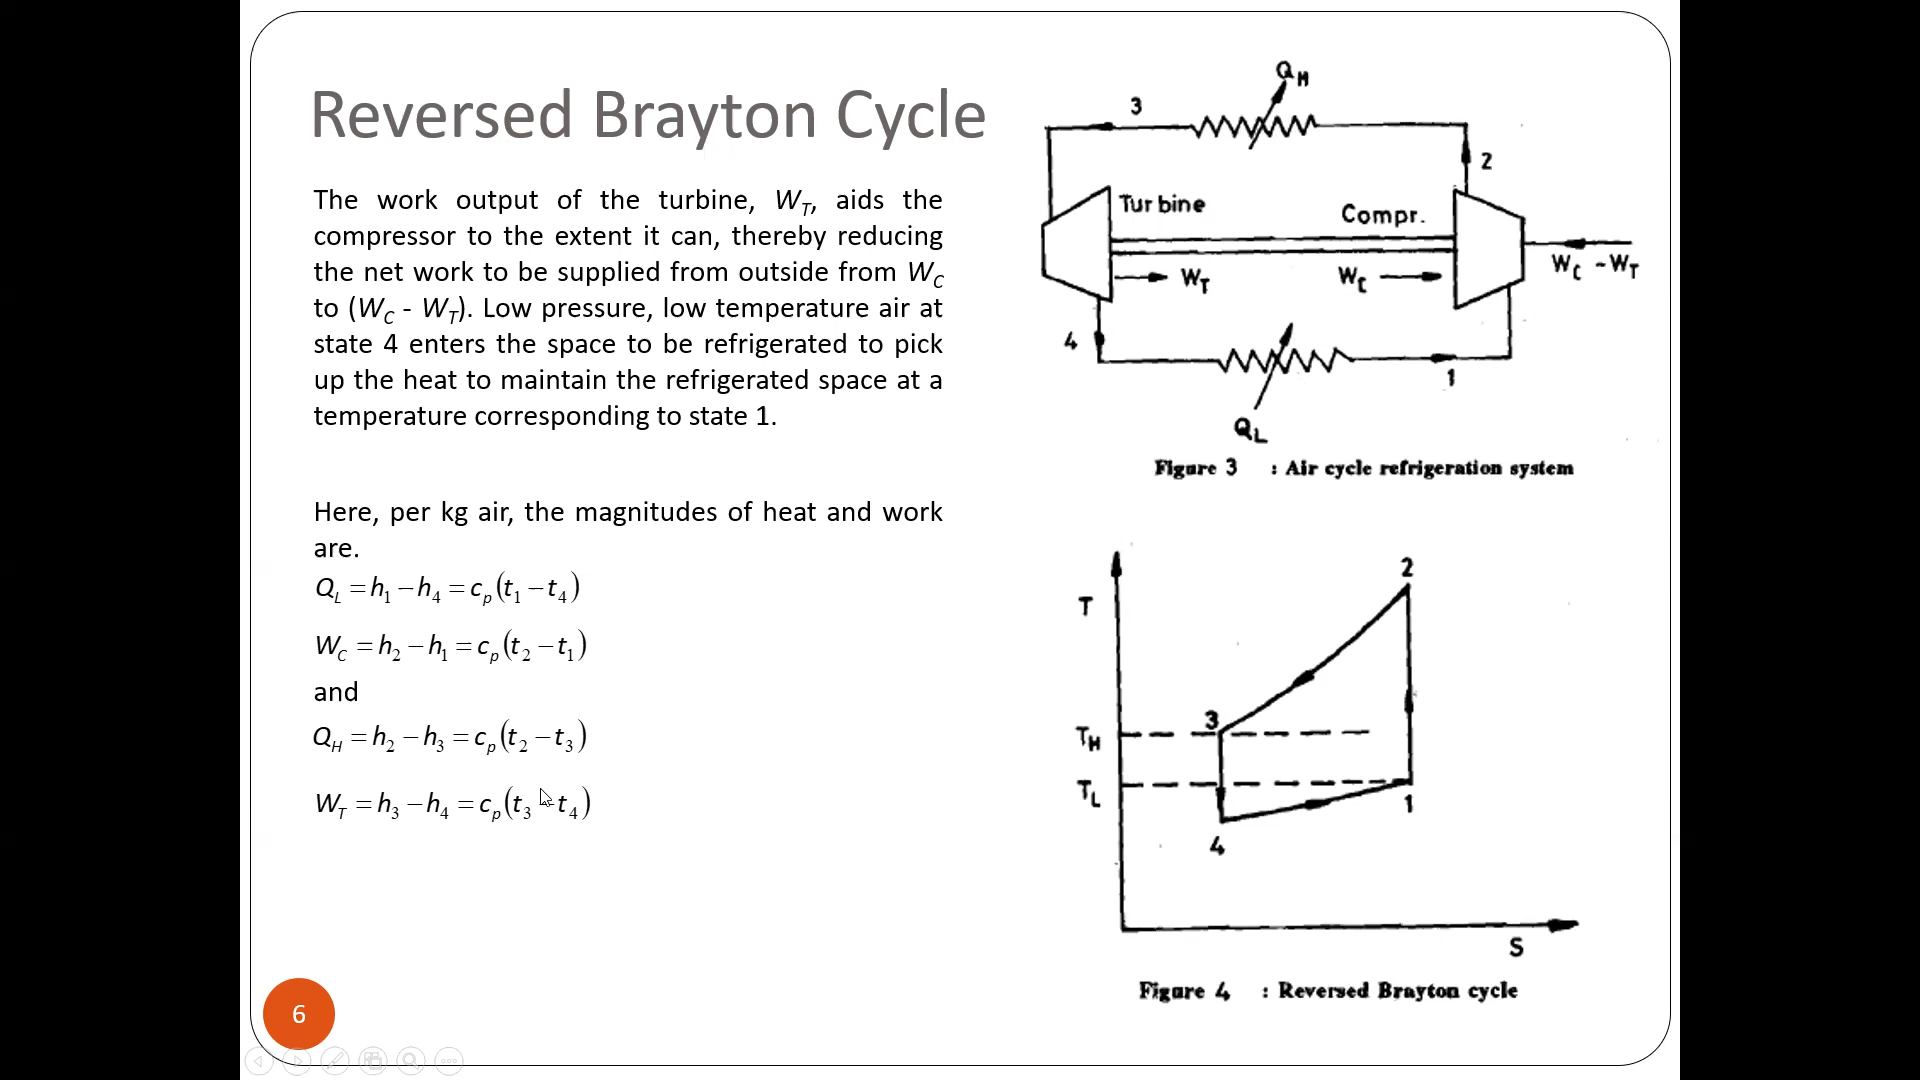 Reversed Brayton Cycle
The work output of the turbine, W_T, aids the
compressor to the extent it can, thereby reducing
the net work to be supplied from outside from W_C
to (W_C - W_T). Low pressure, low temperature air at
state 4 enters the space to be refrigerated to pick
up the heat to maintain the refrigerated space at a
temperature corresponding to state 1.
Here, per kg air, the magnitudes of heat and work
are.
Q_L = h_1 - h_4 = c_p(t_1 - t_4)
W_C = h_2 - h_1 = c_p(t_2 - t_1)
and
Q_H = h_2 - h_3 = c_p(t_2 - t_3)
W_T = h_3 - h_4 = c_p(t_3 - t_4)
6
Q_H
3
2
Turbine
Compr.
W_T
W_C
W_C - W_T
4
1
Q_L
Figure 3 : Air cycle refrigeration system
2
T
3
T_H
T_L
1
4
S
Figure 4 : Reversed Brayton cycle